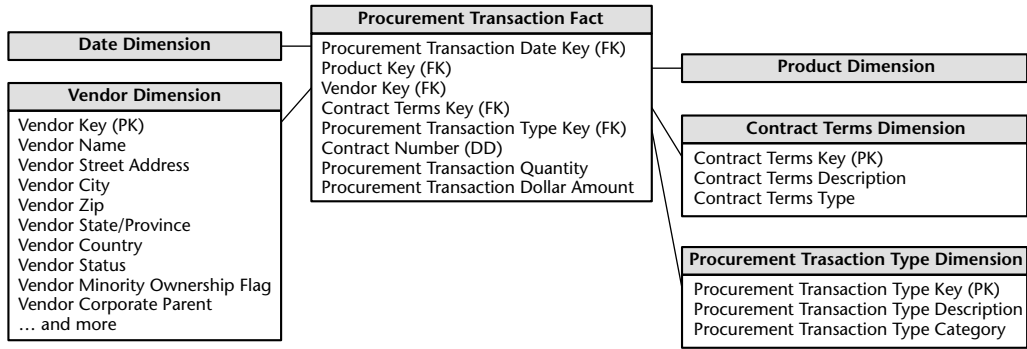 Procurement Transaction Fact
Procurement Transaction Date Key (FK)
Product Key (FK)
Vendor Key (FK)
Contract Terms Key (FK)
Procurement Transaction Type Key (FK)
Contract Number (DD)
Procurement Transaction Quantity
Procurement Transaction Dollar Amount
Date Dimension
Vendor Dimension
Vendor Key (PK)
Vendor Name
Vendor Street Address
Vendor City
Vendor Zip
Vendor State/Province
Vendor Country
Vendor Status
Vendor Minority Ownership Flag
Vendor Corporate Parent
… and more
Product Dimension
Contract Terms Dimension
Contract Terms Key (PK)
Contract Terms Description
Contract Terms Type
Procurement Trasaction Type Dimension
Procurement Transaction Type Key (PK)
Procurement Transaction Type Description
Procurement Transaction Type Category